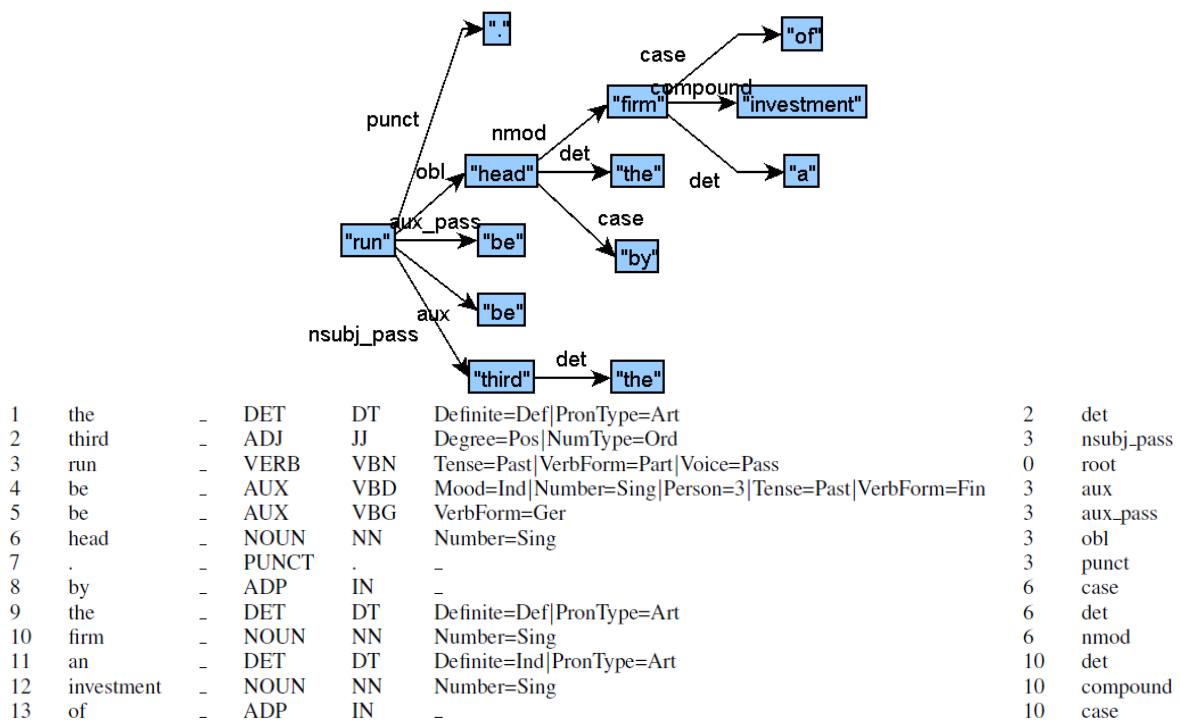 "."
"of"
case
compound
"firm"
"investment"
punct
nmod
det
obl
"head"
"the"
det
"a"
aux_pass
case
"run"
"be"
"by"
aux
"be"
nsubj_pass
det
"third"
"the"
1 the _ DET DT Definite=Def|PronType=Art 2 det
2 third _ ADJ JJ Degree=Pos|NumType=Ord 3 nsubj_pass
3 run _ VERB VBN Tense=Past|VerbForm=Part|Voice=Pass 0 root
4 be _ AUX VBD Mood=Ind|Number=Sing|Person=3|Tense=Past|VerbForm=Fin 3 aux
5 be _ AUX VBG VerbForm=Ger 3 aux_pass
6 head _ NOUN NN Number=Sing 3 obl
7 . _ PUNCT . _ 3 punct
8 by _ ADP IN _ 6 case
9 the _ DET DT Definite=Def|PronType=Art 6 det
10 firm _ NOUN NN Number=Sing 6 nmod
11 an _ DET DT Definite=Ind|PronType=Art 10 det
12 investment _ NOUN NN Number=Sing 10 compound
13 of _ ADP IN _ 10 case